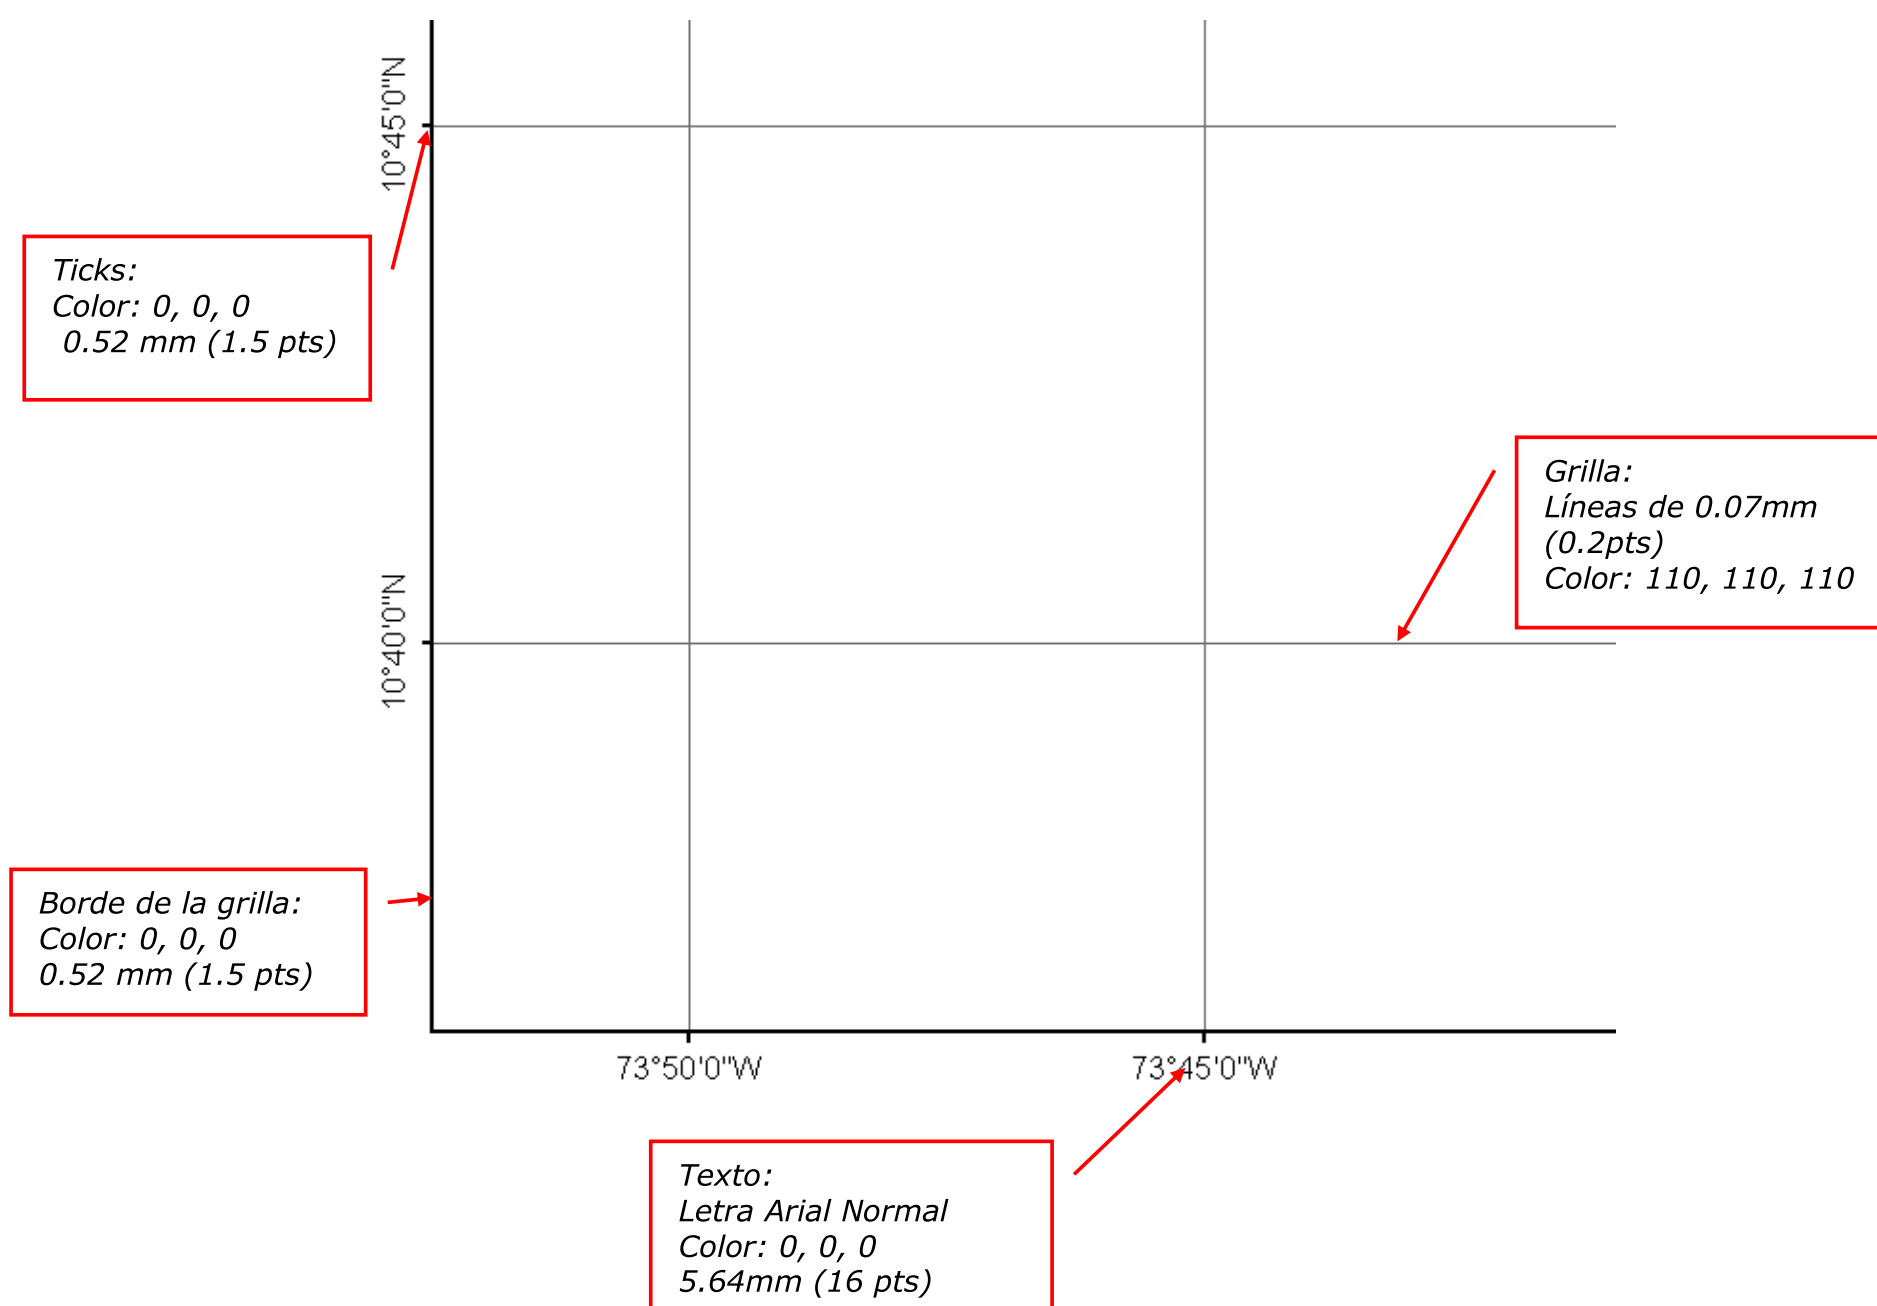 10°45'0"N
Ticks:
Color: 0, 0, 0
0.52 mm (1.5 pts)
Grilla:
Líneas de 0.07mm
(0.2pts)
Color: 110, 110, 110
10°40'0"N
Borde de la grilla:
Color: 0, 0, 0
0.52 mm (1.5 pts)
73°50'0"W
73°45'0"W
Texto:
Letra Arial Normal
Color: 0, 0, 0
5.64mm (16 pts)